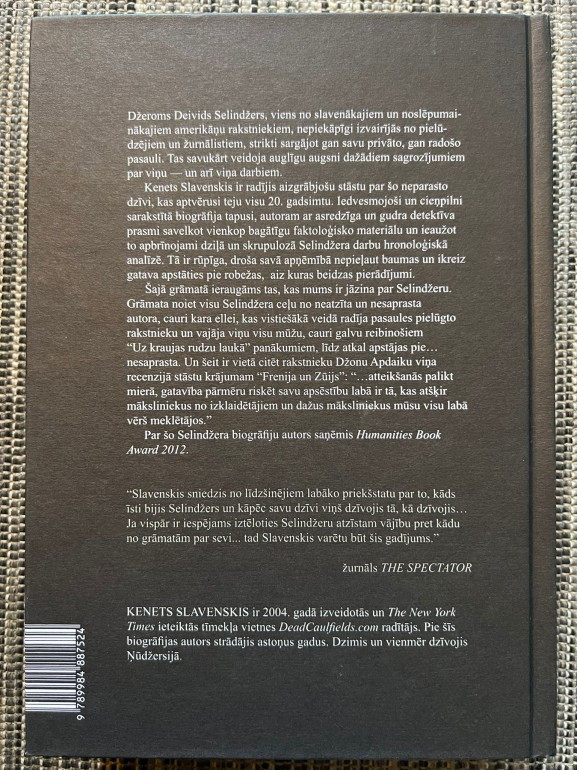 Džeroms Deivids Selindžers, viens no slavenākajiem un noslēpumai-
nākajiem amerikāņu rakstniekiem, nepiekāpīgi izvairījās no pielū-
dzējiem un žurnālistiem, strikti sargājot gan savu privāto, gan radošo
pasauli. Tas savukārt veidoja auglīgu augsni dažādiem sagrozījumiem
par viņu — un arī viņa darbiem.
Kenets Slavenskis ir radījis aizgrābjošu stāstu par šo neparasto
dzīvi, kas aptvērusi teju visu 20. gadsimtu. Iedvesmojoši un cienpilni
sarakstītā biogrāfija tapusi, autoram ar asredzīga un gudra detektīva
prasmi savelkot vienkop bagātīgu faktoloģisko materiālu un ieaužot
to apbrīnojami dziļā un skrupulozā Selindžera darbu hronoloģiskā
analīzē. Tā ir rūpīga, droša savā apņēmībā nepieļaut baumas un ikreiz
gatava apstāties pie robežas, aiz kuras beidzas pierādījumi.
Šajā grāmatā ieraugāms tas, kas mums ir jāzina par Selindžeru.
Grāmata noiet visu Selindžera ceļu no neatzīta un nesaprasta
autora, cauri kara ellei, kas vistiešākā veidā radīja pasaules pielūgto
rakstnieku un vajāja viņu visu mūžu, cauri galvu reibinošiem
“Uz kraujas rudzu laukā” panākumiem, līdz atkal apstājas pie…
nesaprasta. Un šeit ir vietā citēt rakstnieku Džonu Apdaiku viņa
recenzijā stāstu krājumam “Frenija un Zūijs”: “…atteikšanās palikt
mierā, gatavība pārmēru riskēt savu apsēstību labā ir tā, kas atšķir
māksliniekus no izklaidētājiem un dažus māksliniekus mūsu visu labā
vērš meklētājos.”
Par šo Selindžera biogrāfiju autors saņēmis Humanities Book
Award 2012.
“Slavenskis sniedzis no līdzšinējiem labāko priekšstatu par to, kāds
īsti bijis Selindžers un kāpēc savu dzīvi viņš dzīvojis tā, kā dzīvojis…
Ja vispār ir iespējams iztēloties Selindžeru atzīstam vājību pret kādu
no grāmatām par sevi... tad Slavenskis varētu būt šis gadījums.”
žurnāls THE SPECTATOR
KENETS SLAVENSKIS ir 2004. gadā izveidotās un The New York
Times ieteiktās tīmekļa vietnes DeadCaulfields.com radītājs. Pie šīs
biogrāfijas autors strādājis astoņus gadus. Dzimis un vienmēr dzīvojis
Ņūdžersijā.
9 789984 887524